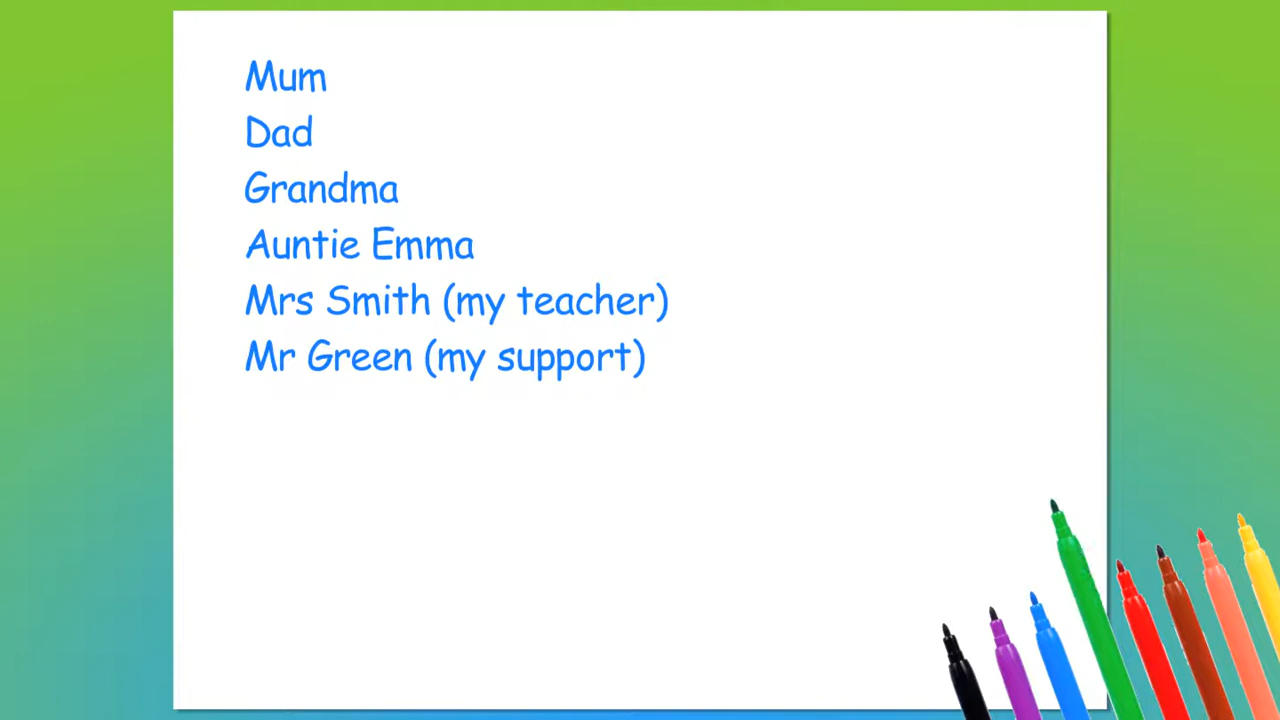 Mum
Dad
Grandma
Auntie Emma
Mrs Smith (my teacher)
Mr Green (my support)